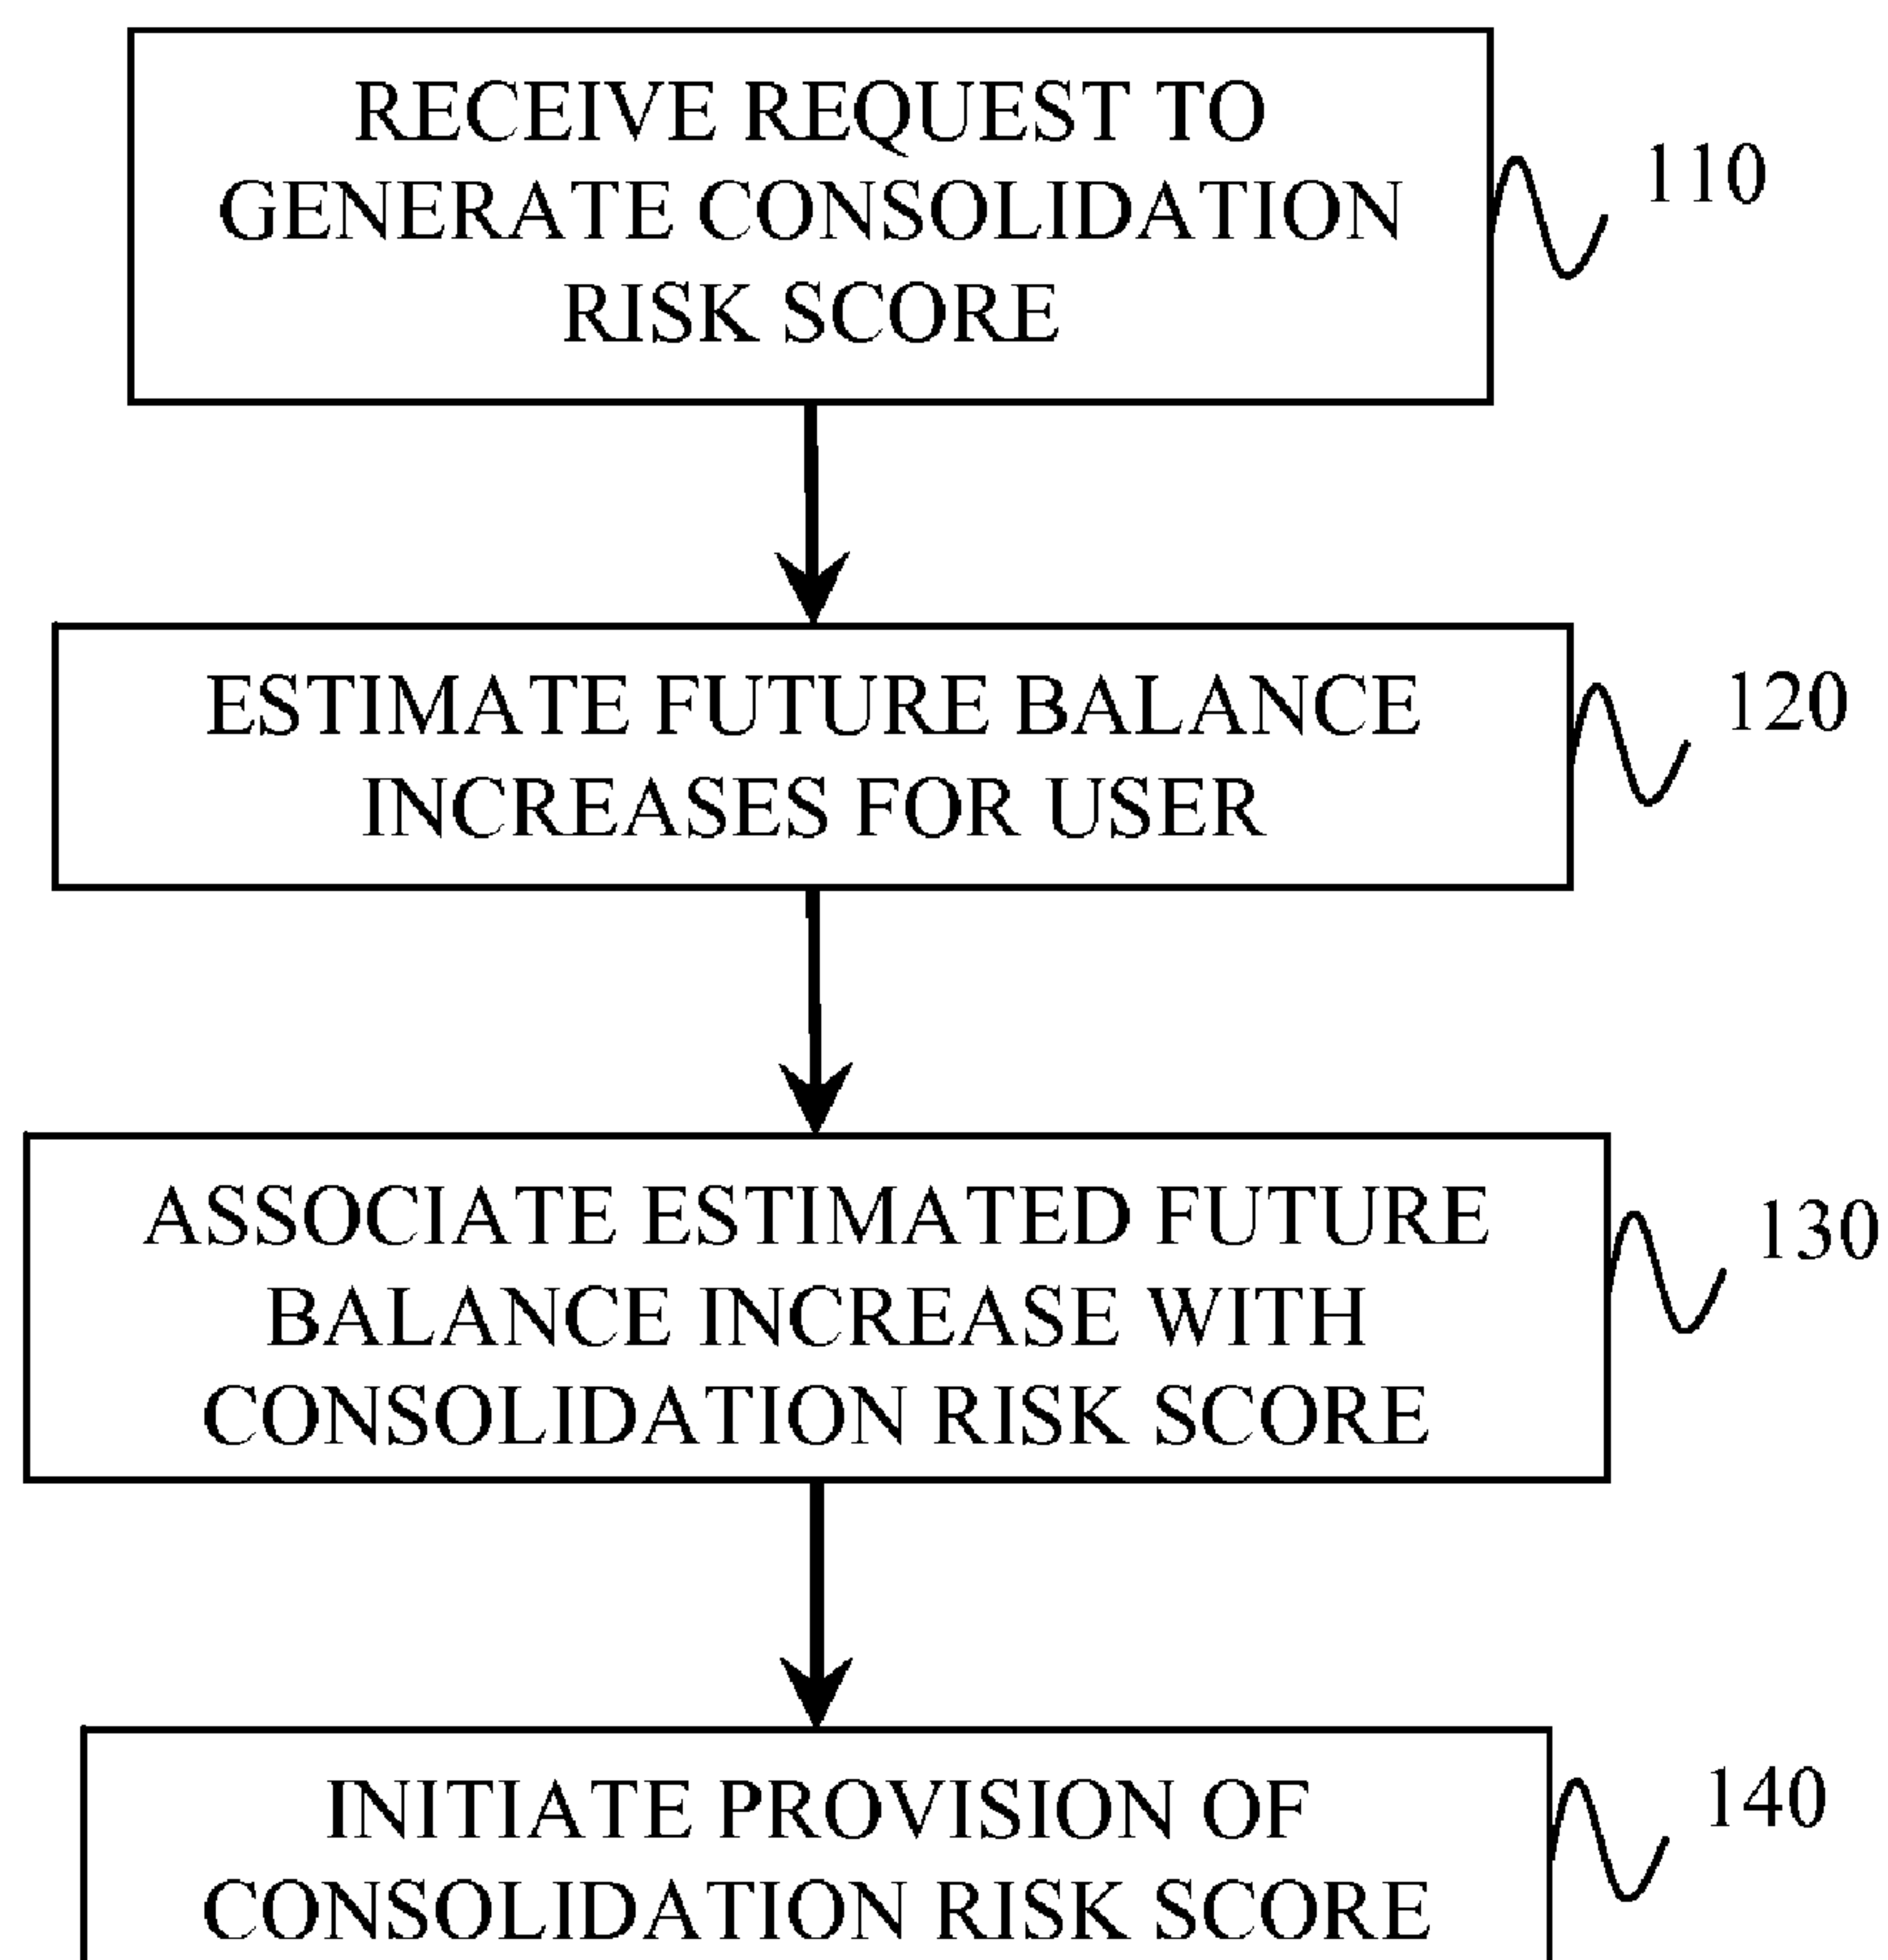 RECEIVE REQUEST TO
GENERATE CONSOLIDATION
RISK SCORE
110
ESTIMATE FUTURE BALANCE
INCREASES FOR USER
120
ASSOCIATE ESTIMATED FUTURE
BALANCE INCREASE WITH
CONSOLIDATION RISK SCORE
130
INITIATE PROVISION OF
CONSOLIDATION RISK SCORE
140